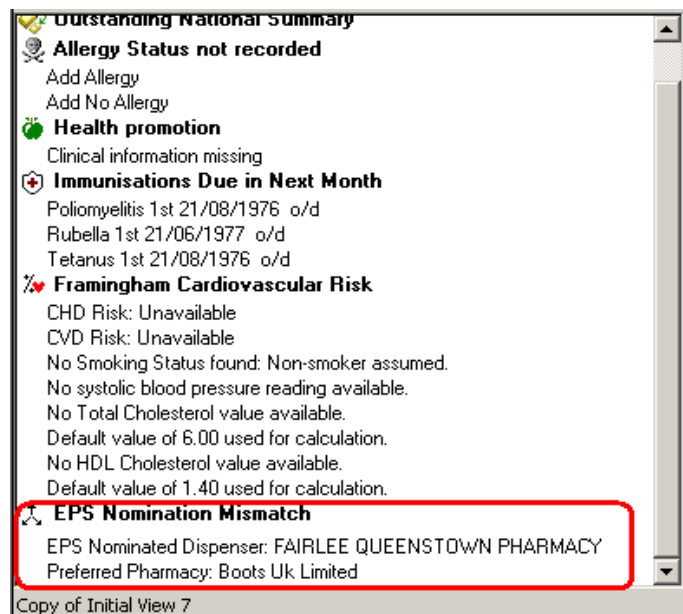 Outstanding National Summary
Allergy Status not recorded
Add Allergy
Add No Allergy
Health promotion
Clinical information missing
Immunisations Due in Next Month
Poliomyelitis 1st 21/08/1976 o/d
Rubella 1st 21/06/1977 o/d
Tetanus 1st 21/08/1976 o/d
Framingham Cardiovascular Risk
CHD Risk: Unavailable
CVD Risk: Unavailable
No Smoking Status found: Non-smoker assumed.
No systolic blood pressure reading available.
No Total Cholesterol value available.
Default value of 6.00 used for calculation.
No HDL Cholesterol value available.
Default value of 1.40 used for calculation.
EPS Nomination Mismatch
EPS Nominated Dispenser: FAIRLEE QUEENSTOWN PHARMACY
Preferred Pharmacy: Boots Uk Limited
Copy of Initial View 7